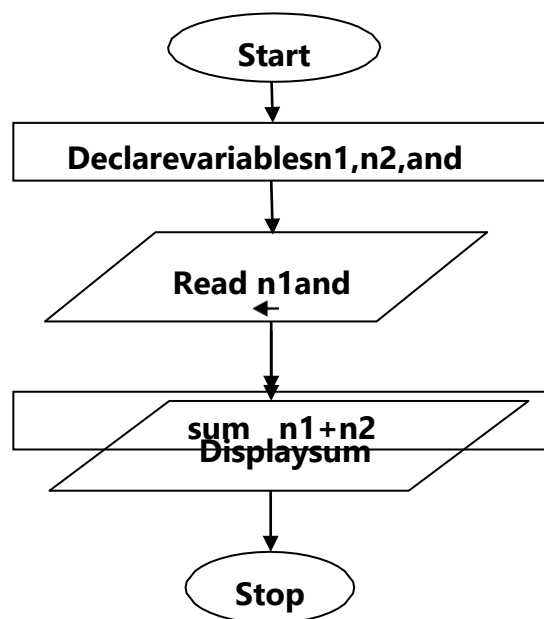 Start
Declarevariablesn1,n2,and
Read n1and
sum n1+n2
Displaysum
Stop